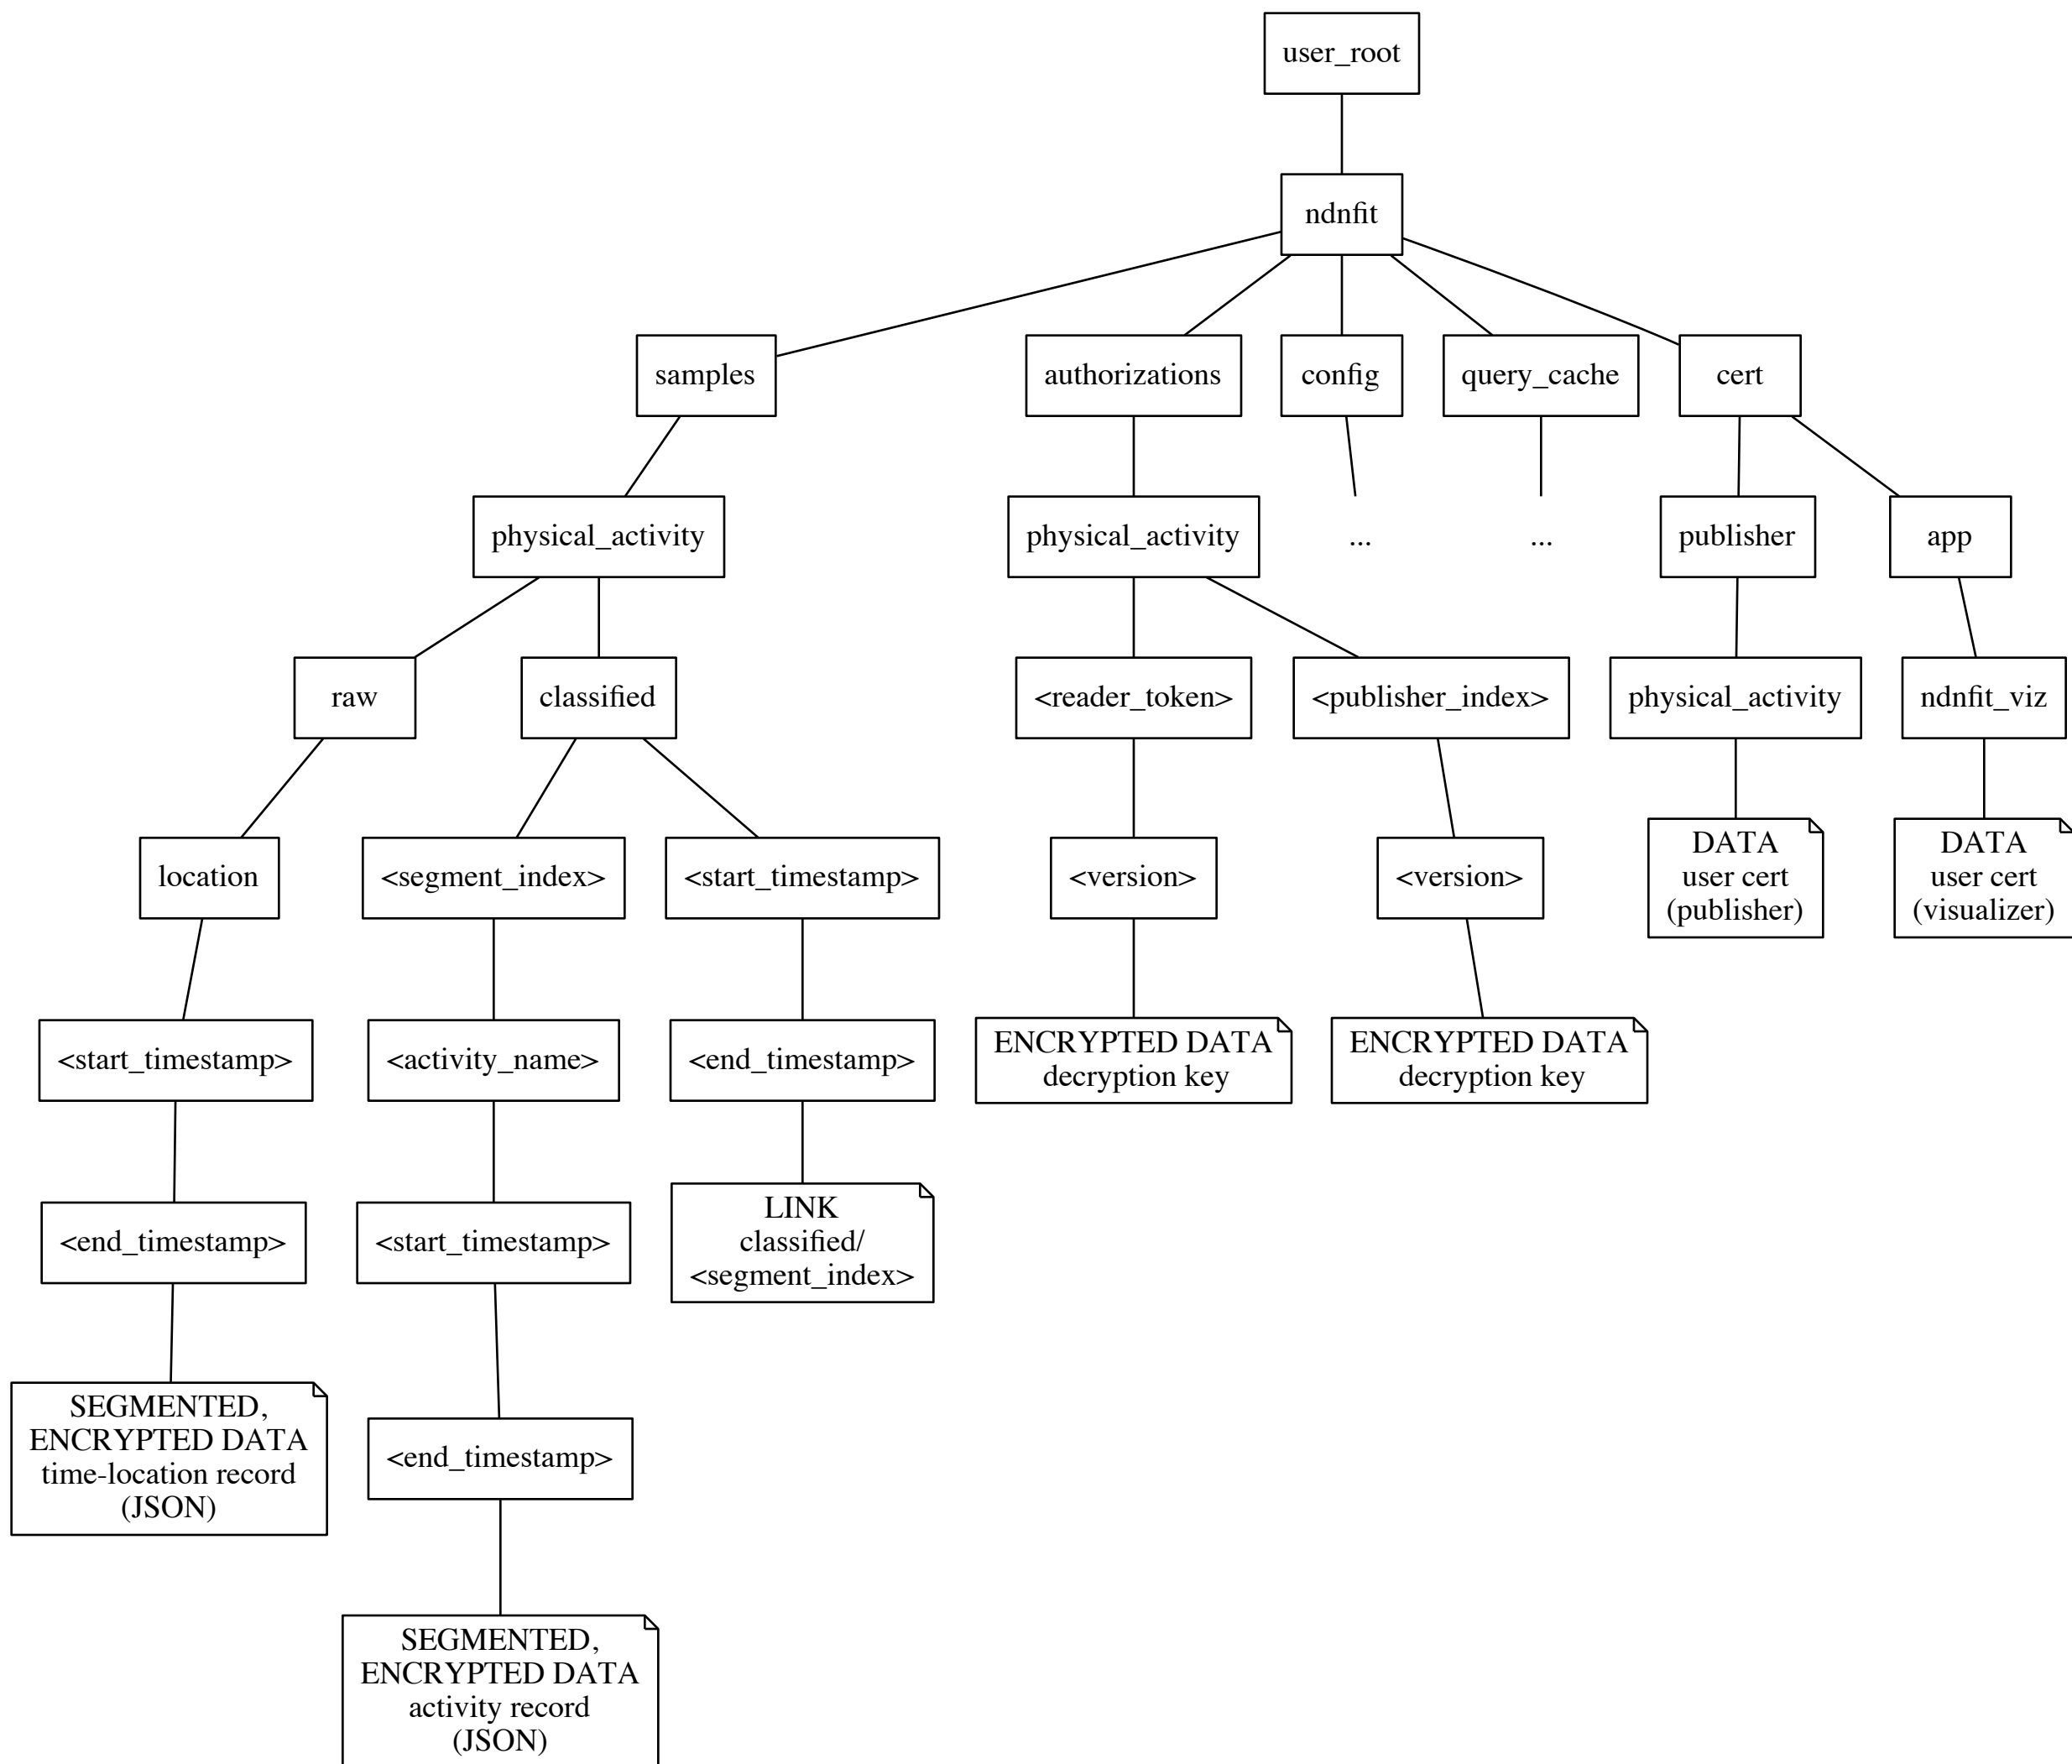 user_root
ndnfit
samples
authorizations
config
query_cache
cert
physical_activity
physical_activity
...
...
publisher
app
raw
classified
<reader_token>
<publisher_index>
physical_activity
ndnfit_viz
location
<segment_index>
<start_timestamp>
<version>
<version>
DATA
user cert
(publisher)
DATA
user cert
(visualizer)
<start_timestamp>
<activity_name>
<end_timestamp>
ENCRYPTED DATA
decryption key
ENCRYPTED DATA
decryption key
<end_timestamp>
<start_timestamp>
LINK
classified/
<segment_index>
SEGMENTED,
ENCRYPTED DATA
time-location record
(JSON)
<end_timestamp>
SEGMENTED,
ENCRYPTED DATA
activity record
(JSON)